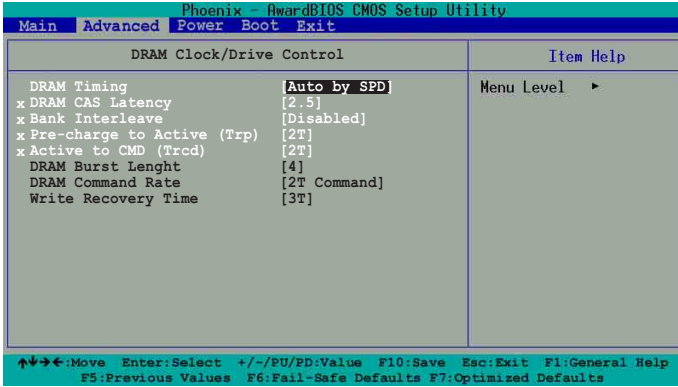 Phoenix - AwardBIOS CMOS Setup Utility
Main Advanced Power Boot Exit
DRAM Clock/Drive Control Item Help
DRAM Timing [Auto by SPD] Menu Level ►
x DRAM CAS Latency [2.5]
x Bank Interleave [Disabled]
x Pre-charge to Active (Trp) [2T]
x Active to CMD (Trcd) [2T]
DRAM Burst Lenght [4]
DRAM Command Rate [2T Command]
Write Recovery Time [3T]
↑↓→←:Move Enter:Select +/-/PU/PD:Value F10:Save Esc:Exit F1:General Help
F5:Previous Values F6:Fail-Safe Defaults F7:Optimized Defaults